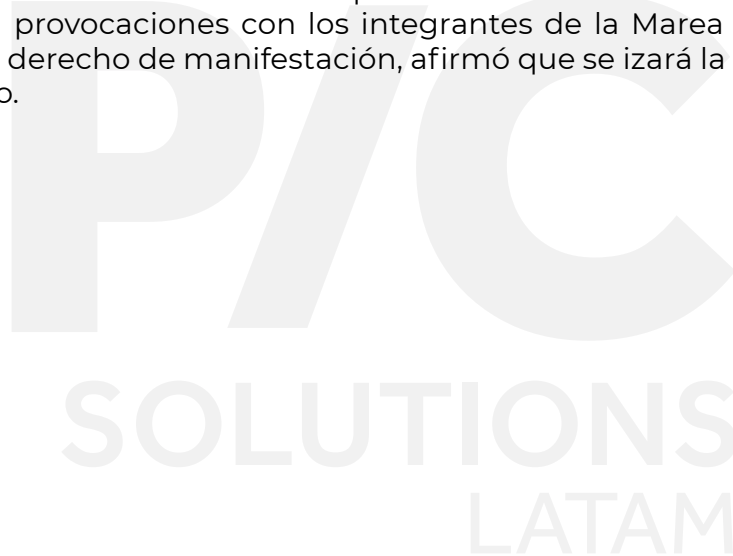 provocaciones con los integrantes de la Marea
derecho de manifestación, afirmó que se izará la
o.
P/C
SOLUTIONS
LATAM